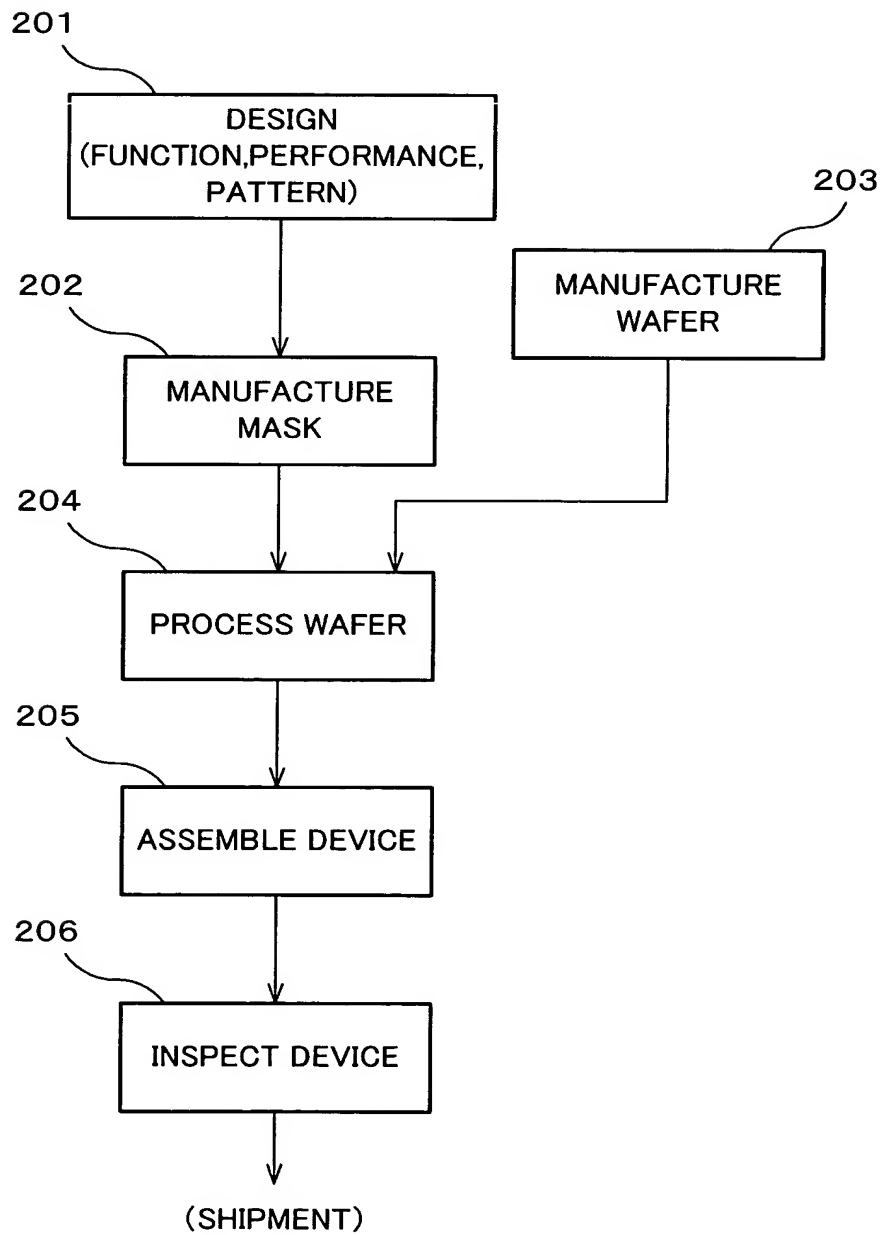 201
DESIGN
(FUNCTION,PERFORMANCE,
PATTERN)
203
MANUFACTURE
WAFER
202
MANUFACTURE
MASK
204
PROCESS WAFER
205
ASSEMBLE DEVICE
206
INSPECT DEVICE
(SHIPMENT)